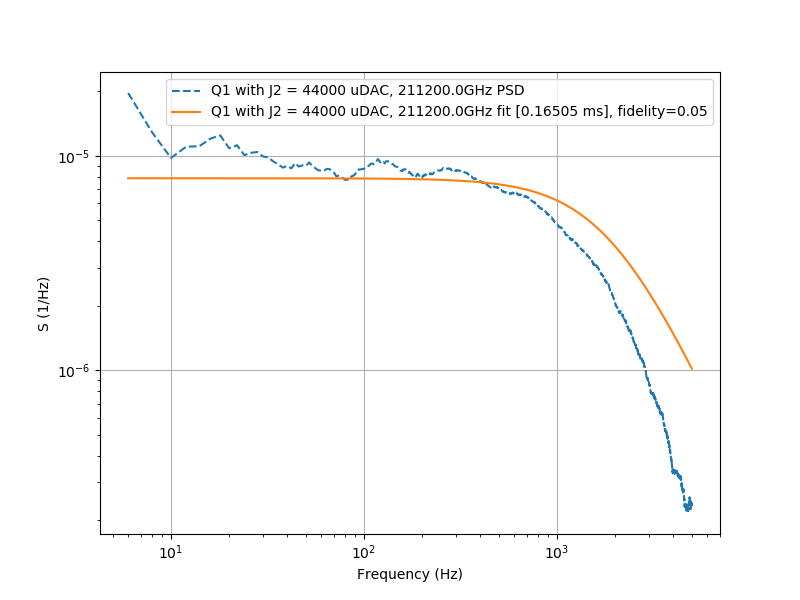 Q1 with J2 = 44000 uDAC, 211200.0GHz PSD
Q1 with J2 = 44000 uDAC, 211200.0GHz fit [0.16505 ms], fidelity=0.05
S (1/Hz)
10⁻⁵
10⁻⁶
10¹ 10² 10³
Frequency (Hz)